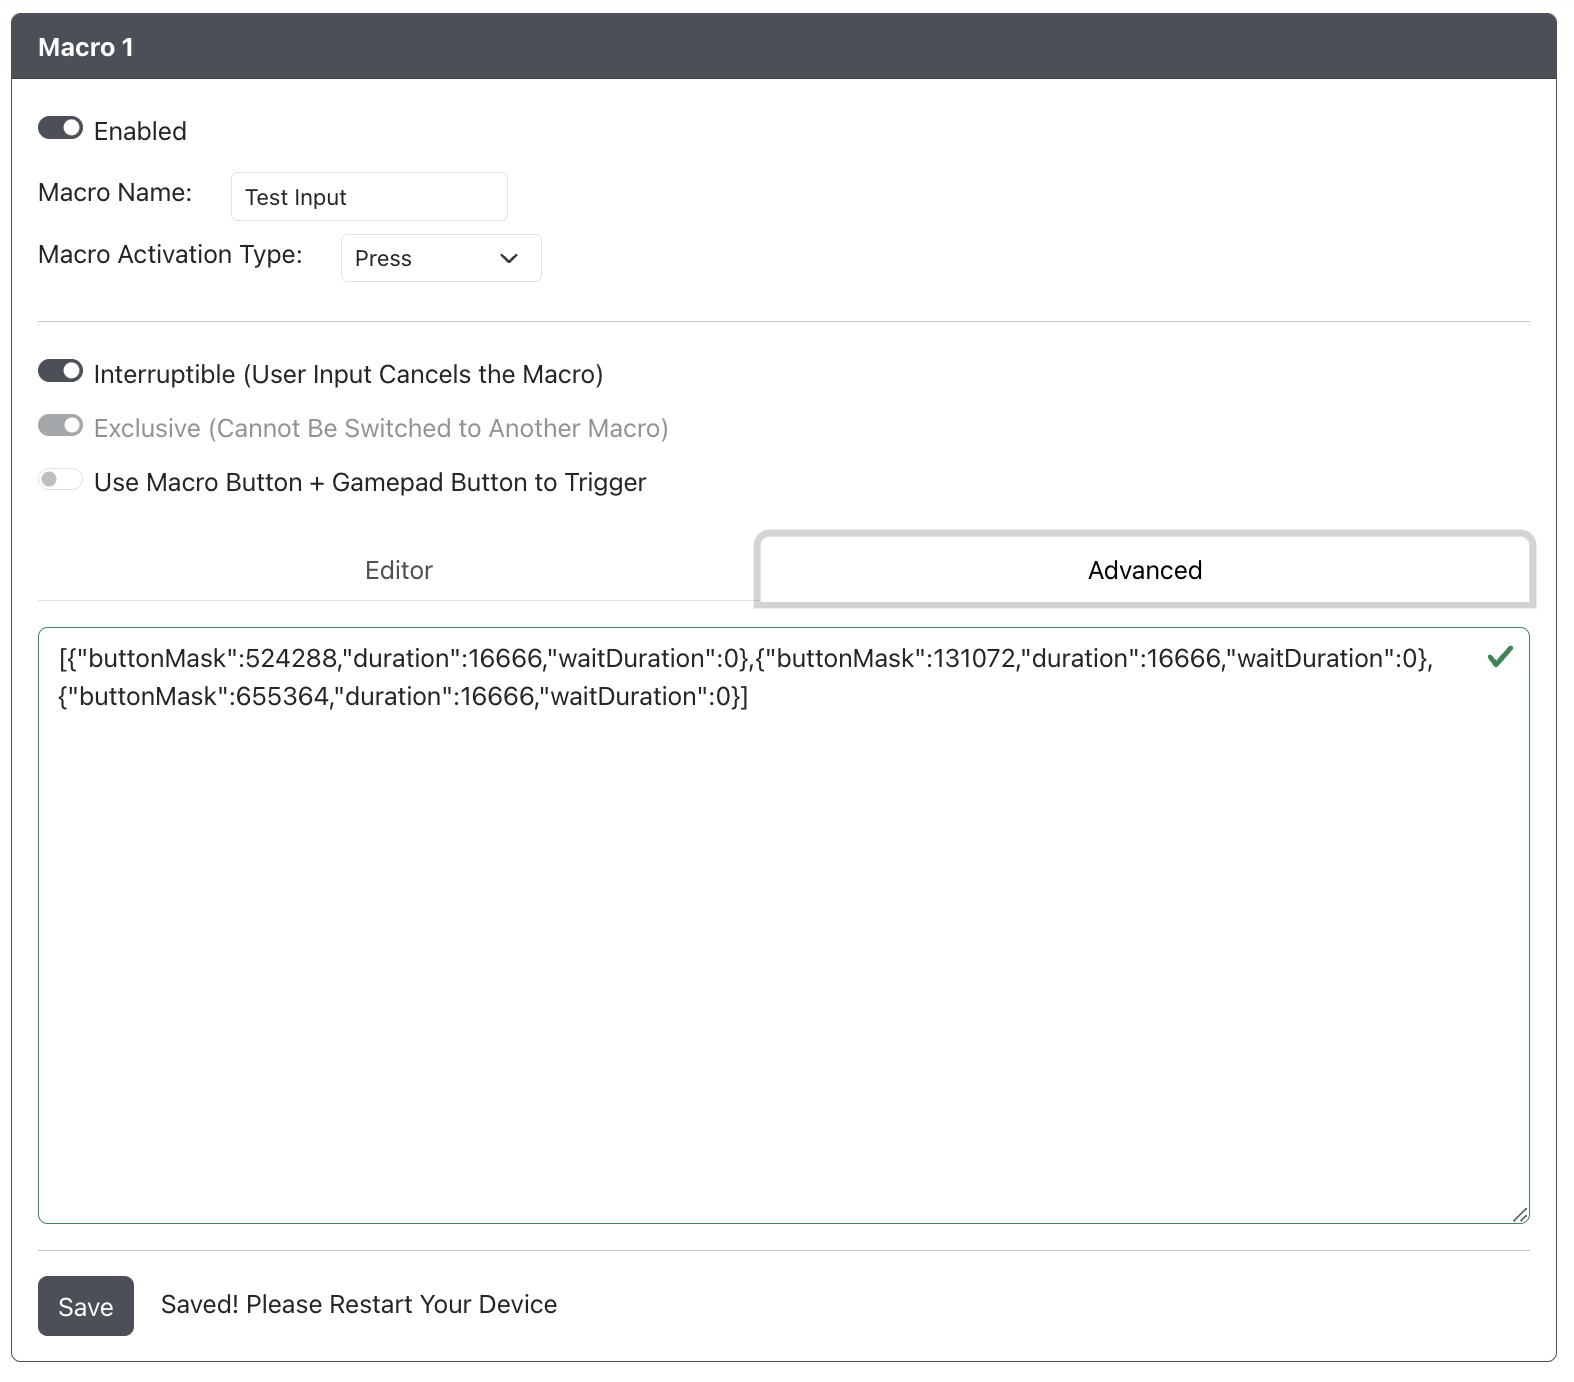 Macro 1
Enabled
Macro Name: Test Input
Macro Activation Type: Press
Interruptible (User Input Cancels the Macro)
Exclusive (Cannot Be Switched to Another Macro)
Use Macro Button + Gamepad Button to Trigger
Editor Advanced
[{"buttonMask":524288,"duration":16666,"waitDuration":0},{"buttonMask":131072,"duration":16666,"waitDuration":0},
{"buttonMask":655364,"duration":16666,"waitDuration":0}]
Save Saved! Please Restart Your Device